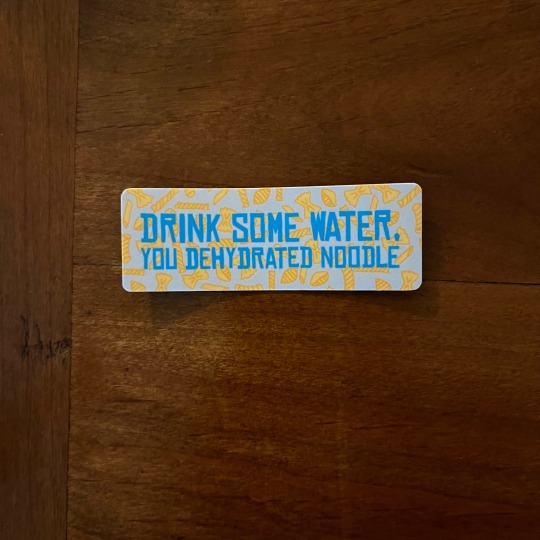 DRINK SOME WATER.
YOU DEHYDRATED NOODLE